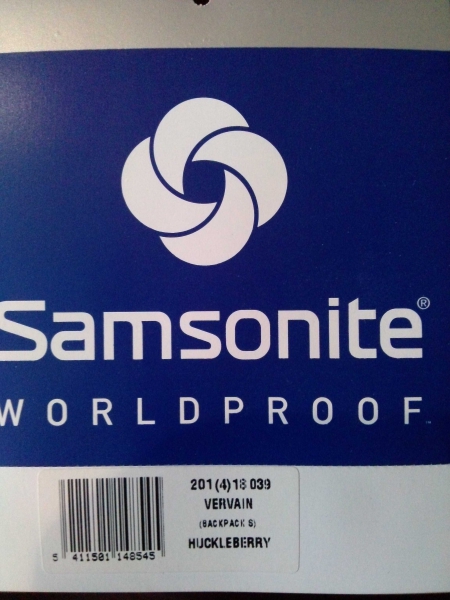 Samsonite®
WORLDPROOF™
201(4)18 039
VERVAIN
(BACKPACK S)
HUCKLEBERRY
5 411501 148545